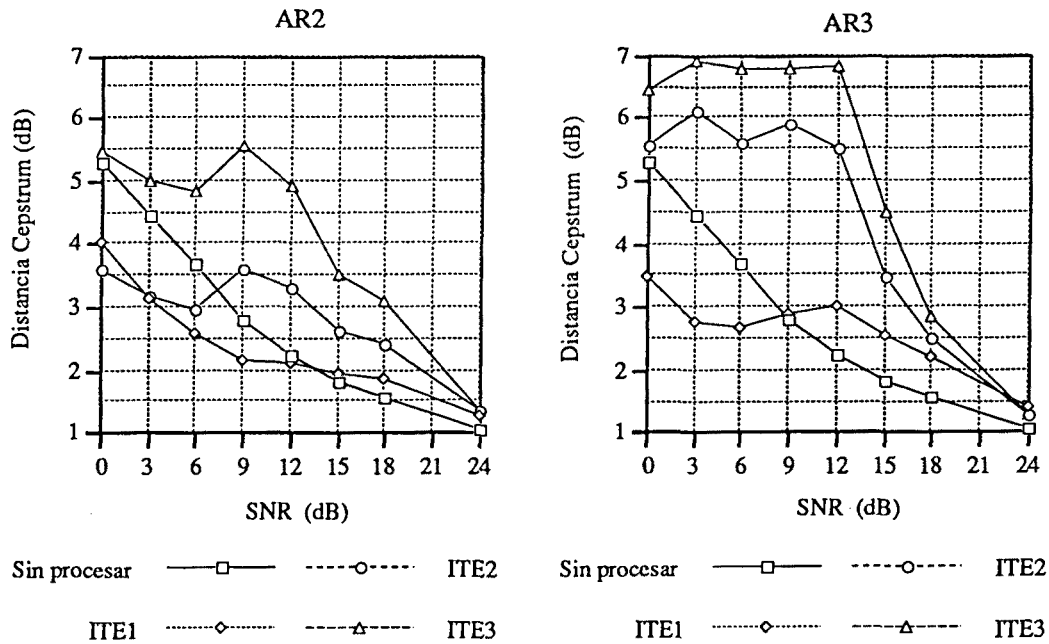 AR2
Distancia Cepstrum (dB)
7
6
5
4
3
2
1
0 3 6 9 12 15 18 21 24
SNR (dB)
Sin procesar
ITE2
ITE1
ITE3
AR3
Distancia Cepstrum (dB)
7
6
5
4
3
2
1
0 3 6 9 12 15 18 21 24
SNR (dB)
Sin procesar
ITE2
ITE1
ITE3